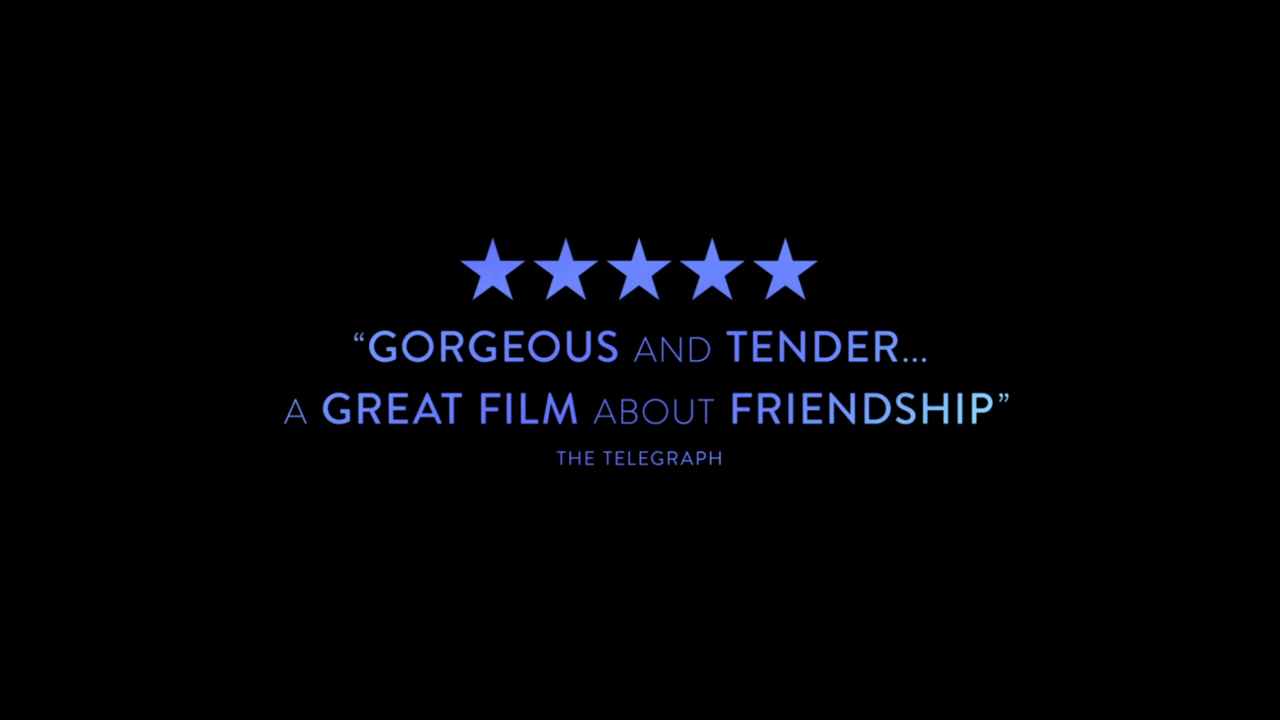 “GORGEOUS AND TENDER...
A GREAT FILM ABOUT FRIENDSHIP”
THE TELEGRAPH